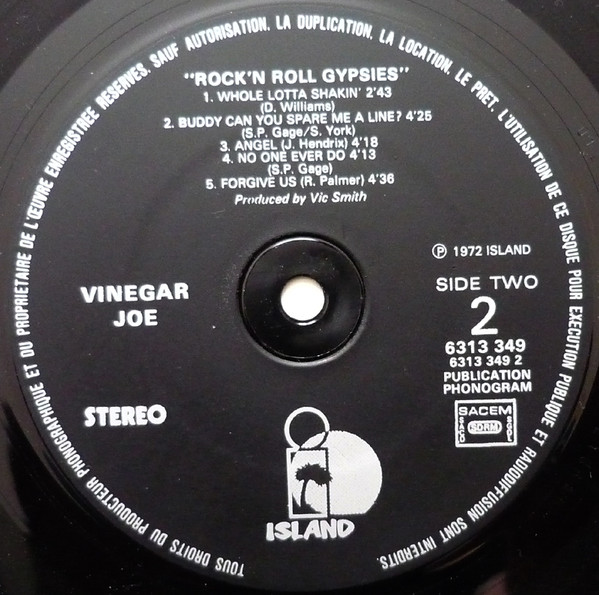 TOUS DROITS DU PRODUCTEUR PHONOGRAPHIQUE ET DU PROPRIETAIRE DE L'ŒUVRE ENREGISTREE RESERVES. SAUF AUTORISATION. LA DUPLICATION. LA LOCATION. LE PRET. L'UTILISATION DE CE DISQUE POUR EXECUTION PUBLIQUE ET RADIODIFFUSION SONT INTERDITS.
"ROCK'N ROLL GYPSIES"
1. WHOLE LOTTA SHAKIN' 2'43
(D. Williams)
2. BUDDY CAN YOU SPARE ME A LINE? 4'25
(S.P. Gage/S. York)
3. ANGEL (J. Hendrix) 4'18
4. NO ONE EVER DO 4'13
(S.P. Gage)
5. FORGIVE US (R. Palmer) 4'36
Produced by Vic Smith
VINEGAR
JOE
STEREO
Ⓟ 1972 ISLAND
SIDE TWO
2
6313 349
6313 349 2
PUBLICATION
PHONOGRAM
SACEM
SACD SDRM SGDL
ISLAND